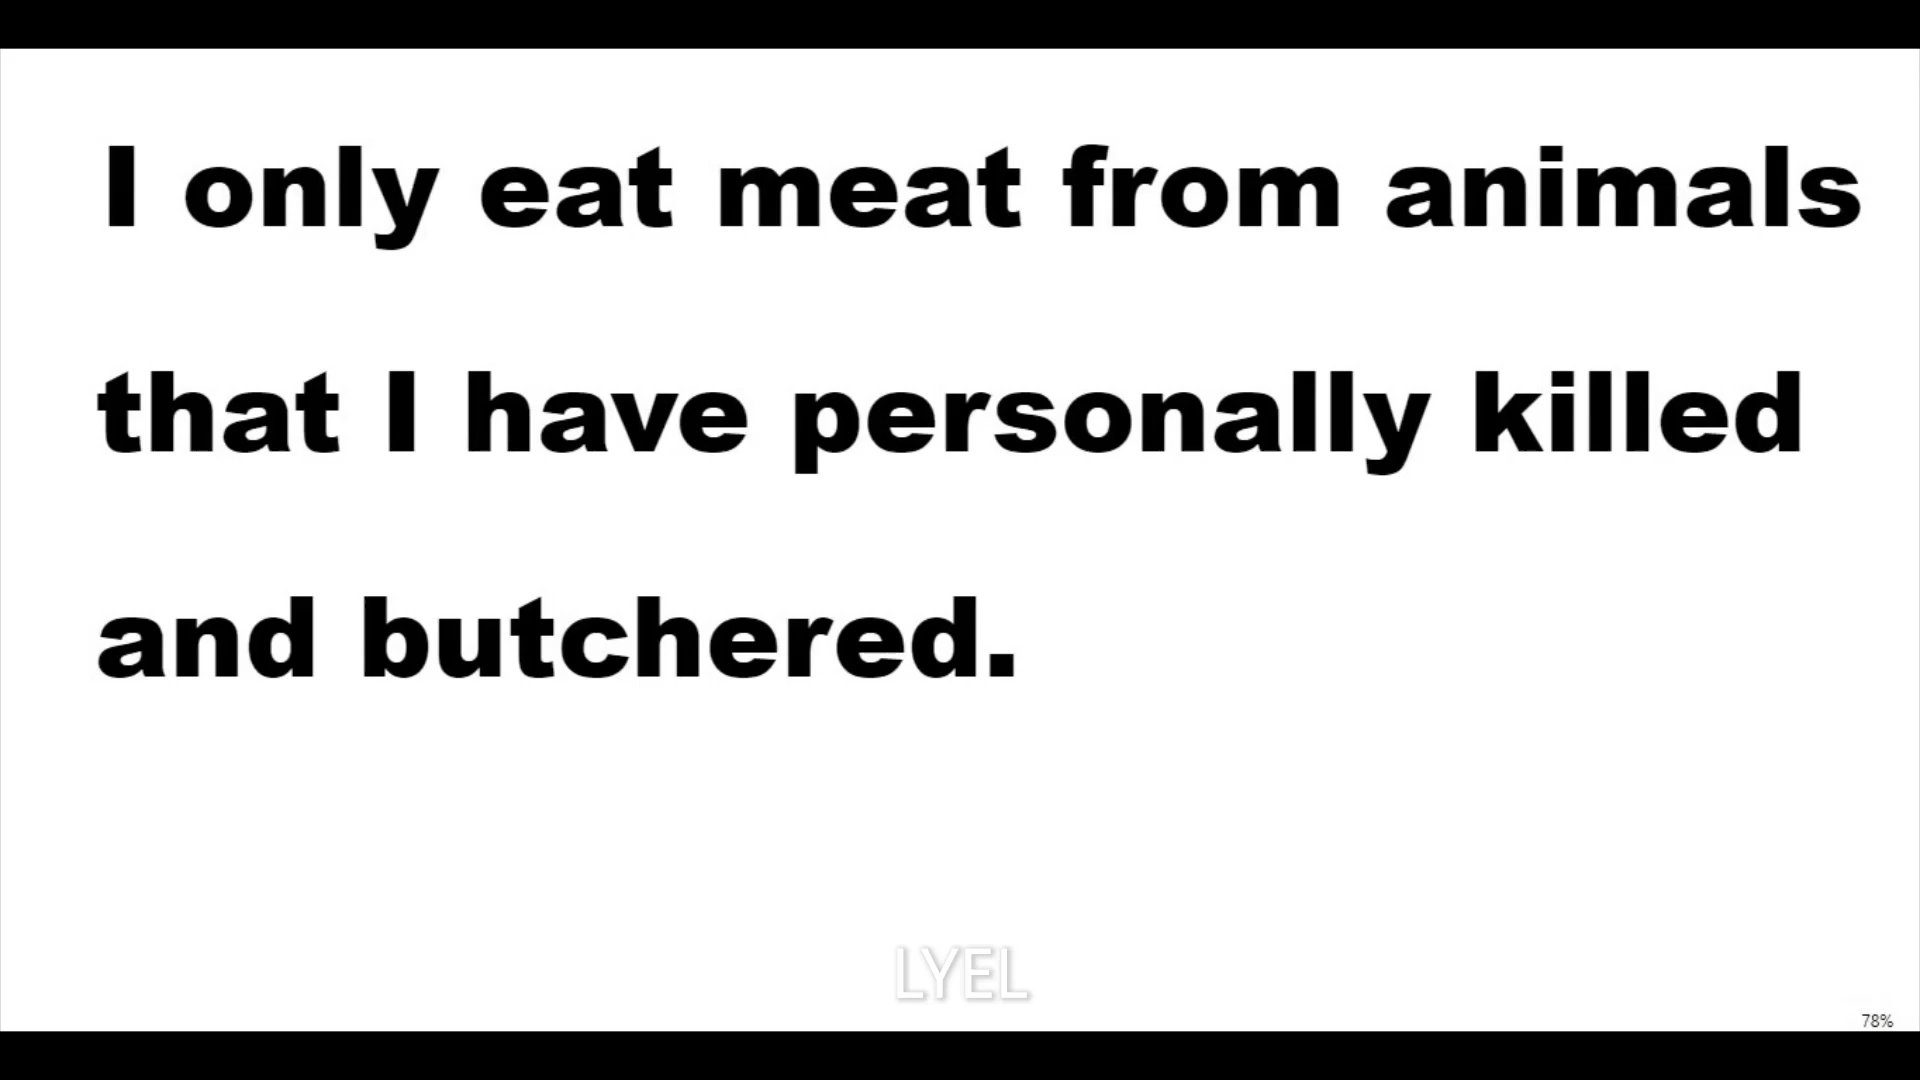 I only eat meat from animals
that I have personally killed
and butchered.
LYEL
78%